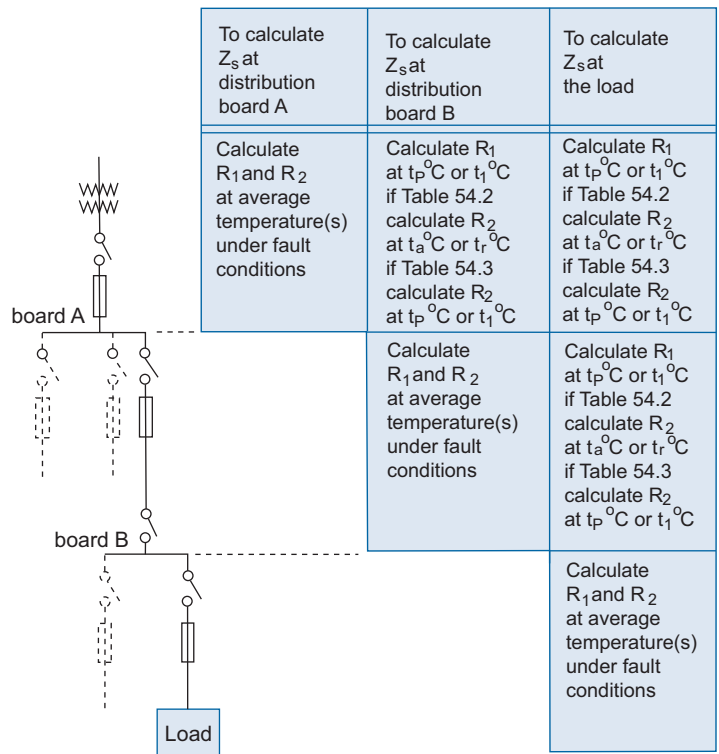 To calculate
Zs at
distribution
board A
To calculate
Zs at
distribution
board B
To calculate
Zs at
the load
Calculate
R1 and R2
at average
temperature(s)
under fault
conditions
Calculate R1
at tP°C or t1°C
if Table 54.2
calculate R2
at ta°C or tr°C
if Table 54.3
calculate R2
at tP°C or t1°C
Calculate R1
at tP°C or t1°C
if Table 54.2
calculate R2
at ta°C or tr°C
if Table 54.3
calculate R2
at tP°C or t1°C
board A
Calculate
R1 and R2
at average
temperature(s)
under fault
conditions
Calculate R1
at tP°C or t1°C
if Table 54.2
calculate R2
at ta°C or tr°C
if Table 54.3
calculate R2
at tP°C or t1°C
board B
Calculate
R1 and R2
at average
temperature(s)
under fault
conditions
Load